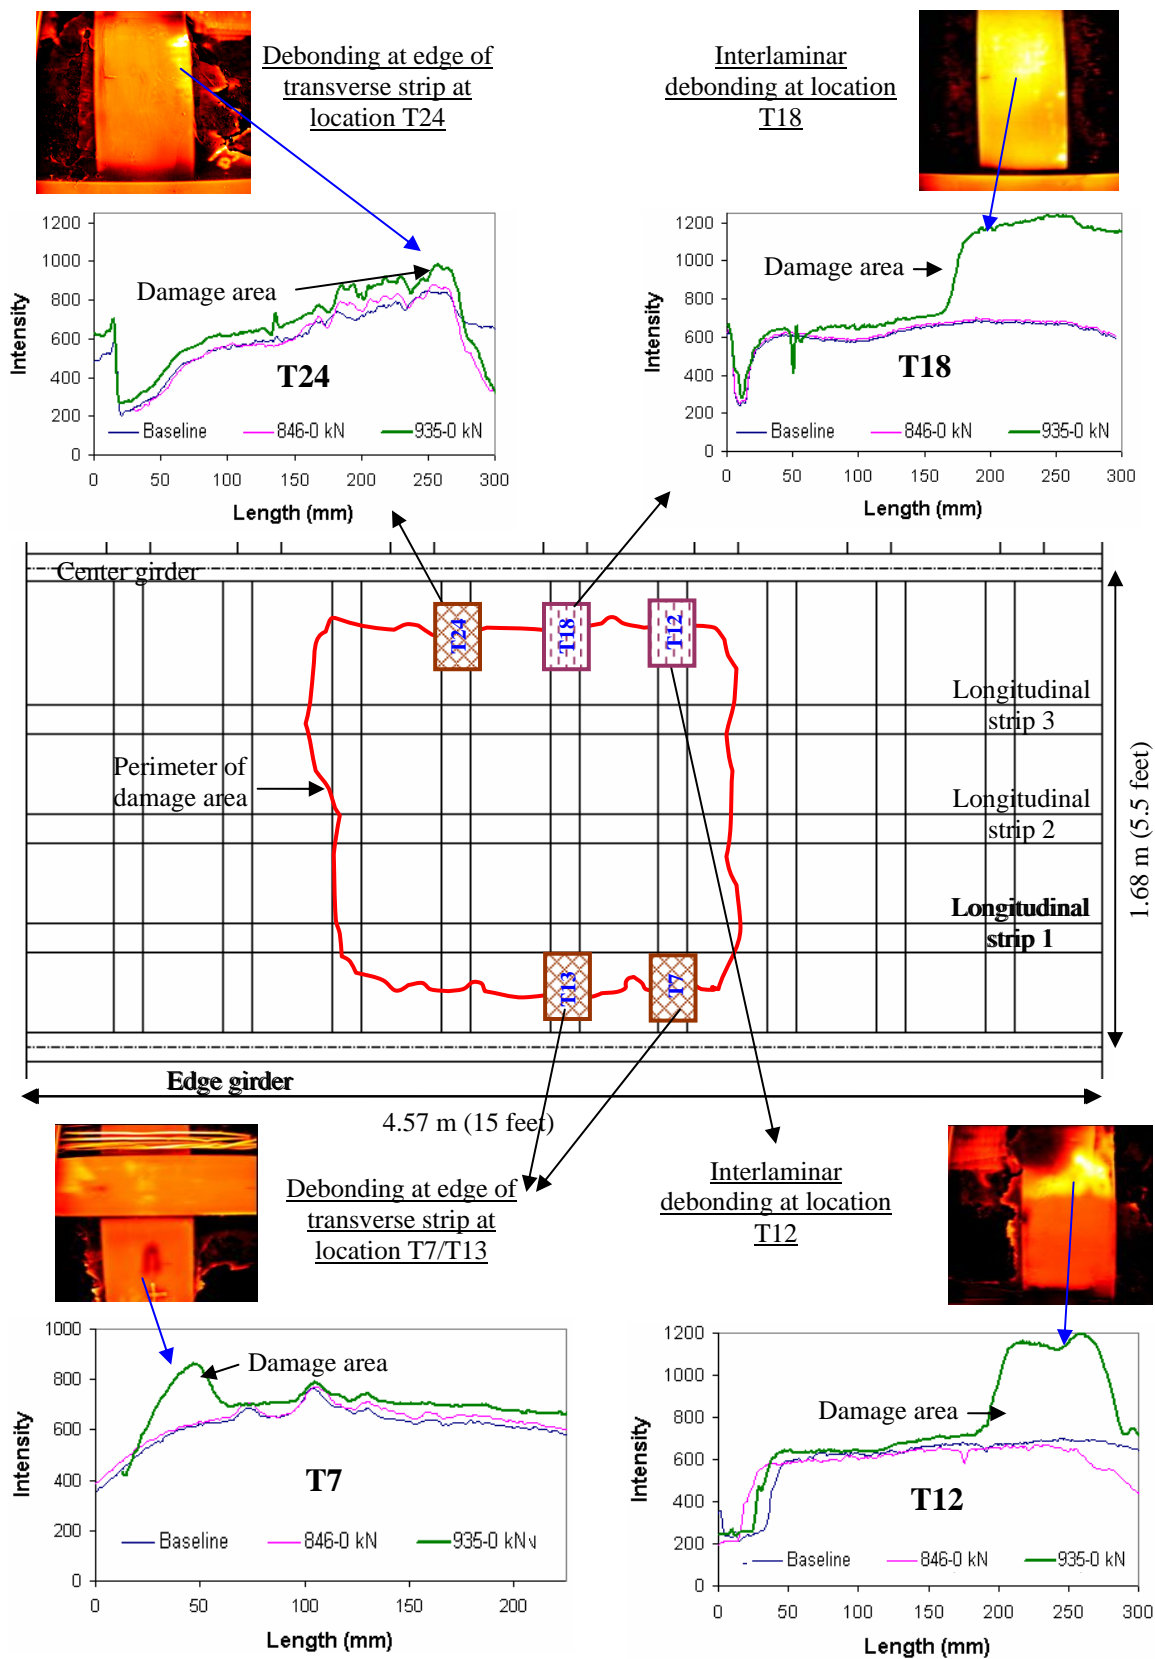 Debonding at edge of
transverse strip at
location T24
Interlaminar
debonding at location
T18
1200
1000
800
600
400
200
0
Intensity
Damage area
T24
Baseline
846-0 kN
935-0 kN
0 50 100 150 200 250 300
Length (mm)
1200
1000
800
600
400
200
0
Intensity
Damage area
T18
Baseline
846-0 kN
935-0 kN
0 50 100 150 200 250 300
Length (mm)
Center girder
T24
T18
T12
Longitudinal
strip 3
Perimeter of
damage area
Longitudinal
strip 2
Longitudinal
strip 1
1.68 m (5.5 feet)
T13
T7
Edge girder
4.57 m (15 feet)
Debonding at edge of
transverse strip at
location T7/T13
Interlaminar
debonding at location
T12
1000
800
600
400
200
0
Intensity
Damage area
T7
Baseline
846-0 kN
935-0 kN
0 50 100 150 200
Length (mm)
1200
1000
800
600
400
200
0
Intensity
Damage area
T12
Baseline
846-0 kN
935-0 kN
0 50 100 150 200 250 300
Length (mm)